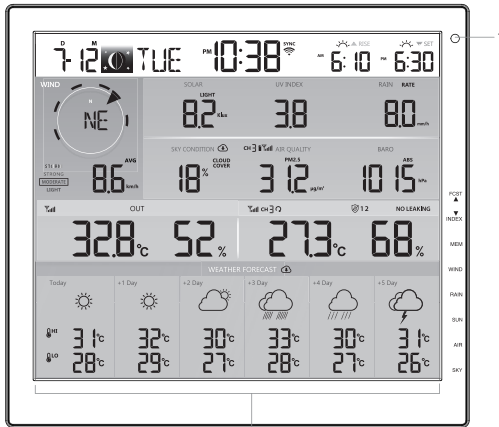 D M
7-12 TUE PM 10:38 SYNC
RISE SET
AM 6:10 PM 6:30
WIND SOLAR UV INDEX RAIN RATE
N
NE
LIGHT
8.2 Klux 3.8 8.0 mm/h
STORM
STRONG
MODERATE
LIGHT
AVG
8.6 km/h
SKY CONDITION CH 3 AIR QUALITY BARO
CLOUD COVER PM2.5 ABS
18 % 31.2 µg/m³ 1015 hPa
OUT CH 3 12 NO LEAKING
32.8 °C 52 % 27.3 °C 68 %
WEATHER FORECAST
Today +1 Day +2 Day +3 Day +4 Day +5 Day
HI 31°C 32°C 30°C 33°C 30°C 31°C
LO 28°C 29°C 27°C 28°C 27°C 26°C
FCST
INDEX
MEM
WIND
RAIN
SUN
AIR
SKY